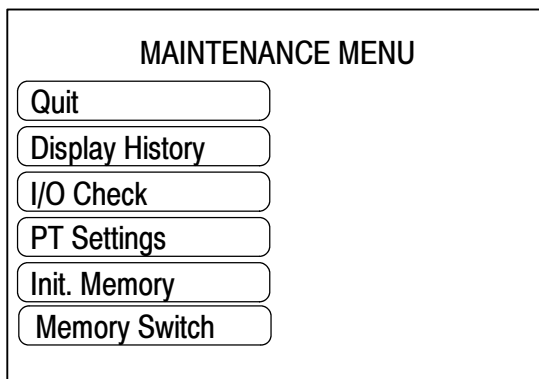 MAINTENANCE MENU
Quit
Display History
I/O Check
PT Settings
Init. Memory
Memory Switch